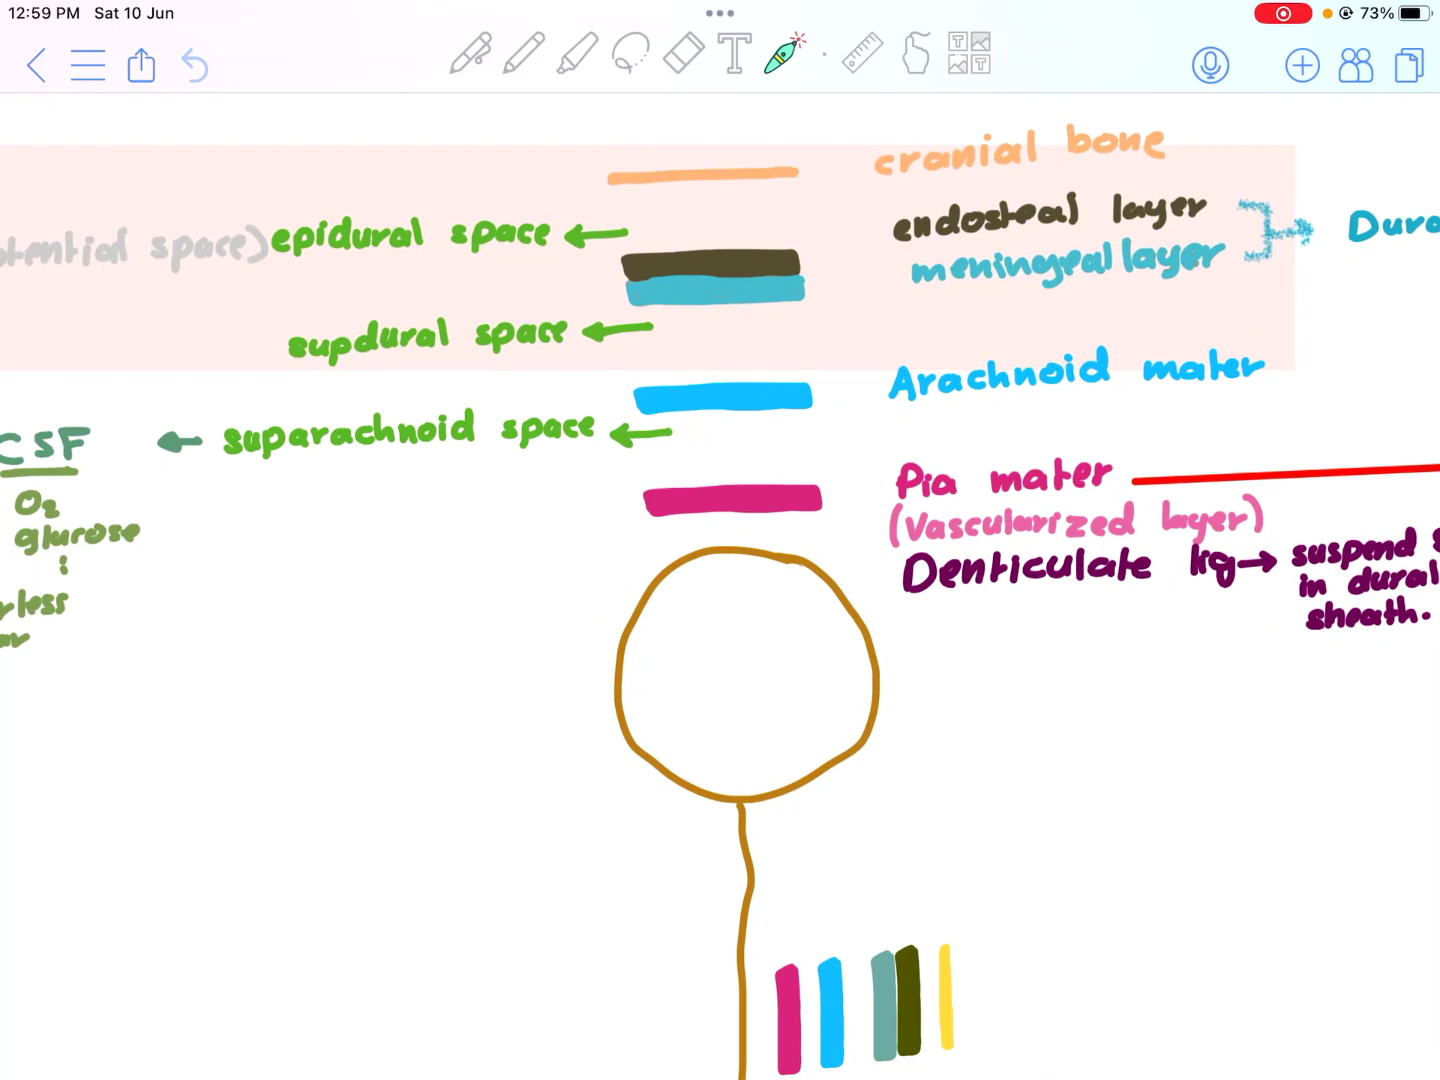 12:59 PM Sat 10 Jun
73%
cranial bone
endosteal layer
(potential space) epidural space
meningeal layer
Dura
supdural space
Arachnoid mater
CSF
suparachnoid space
O2
glucose
Pia mater
(Vascularized layer)
Denticulate
suspend s
in dural
sheath.
rless